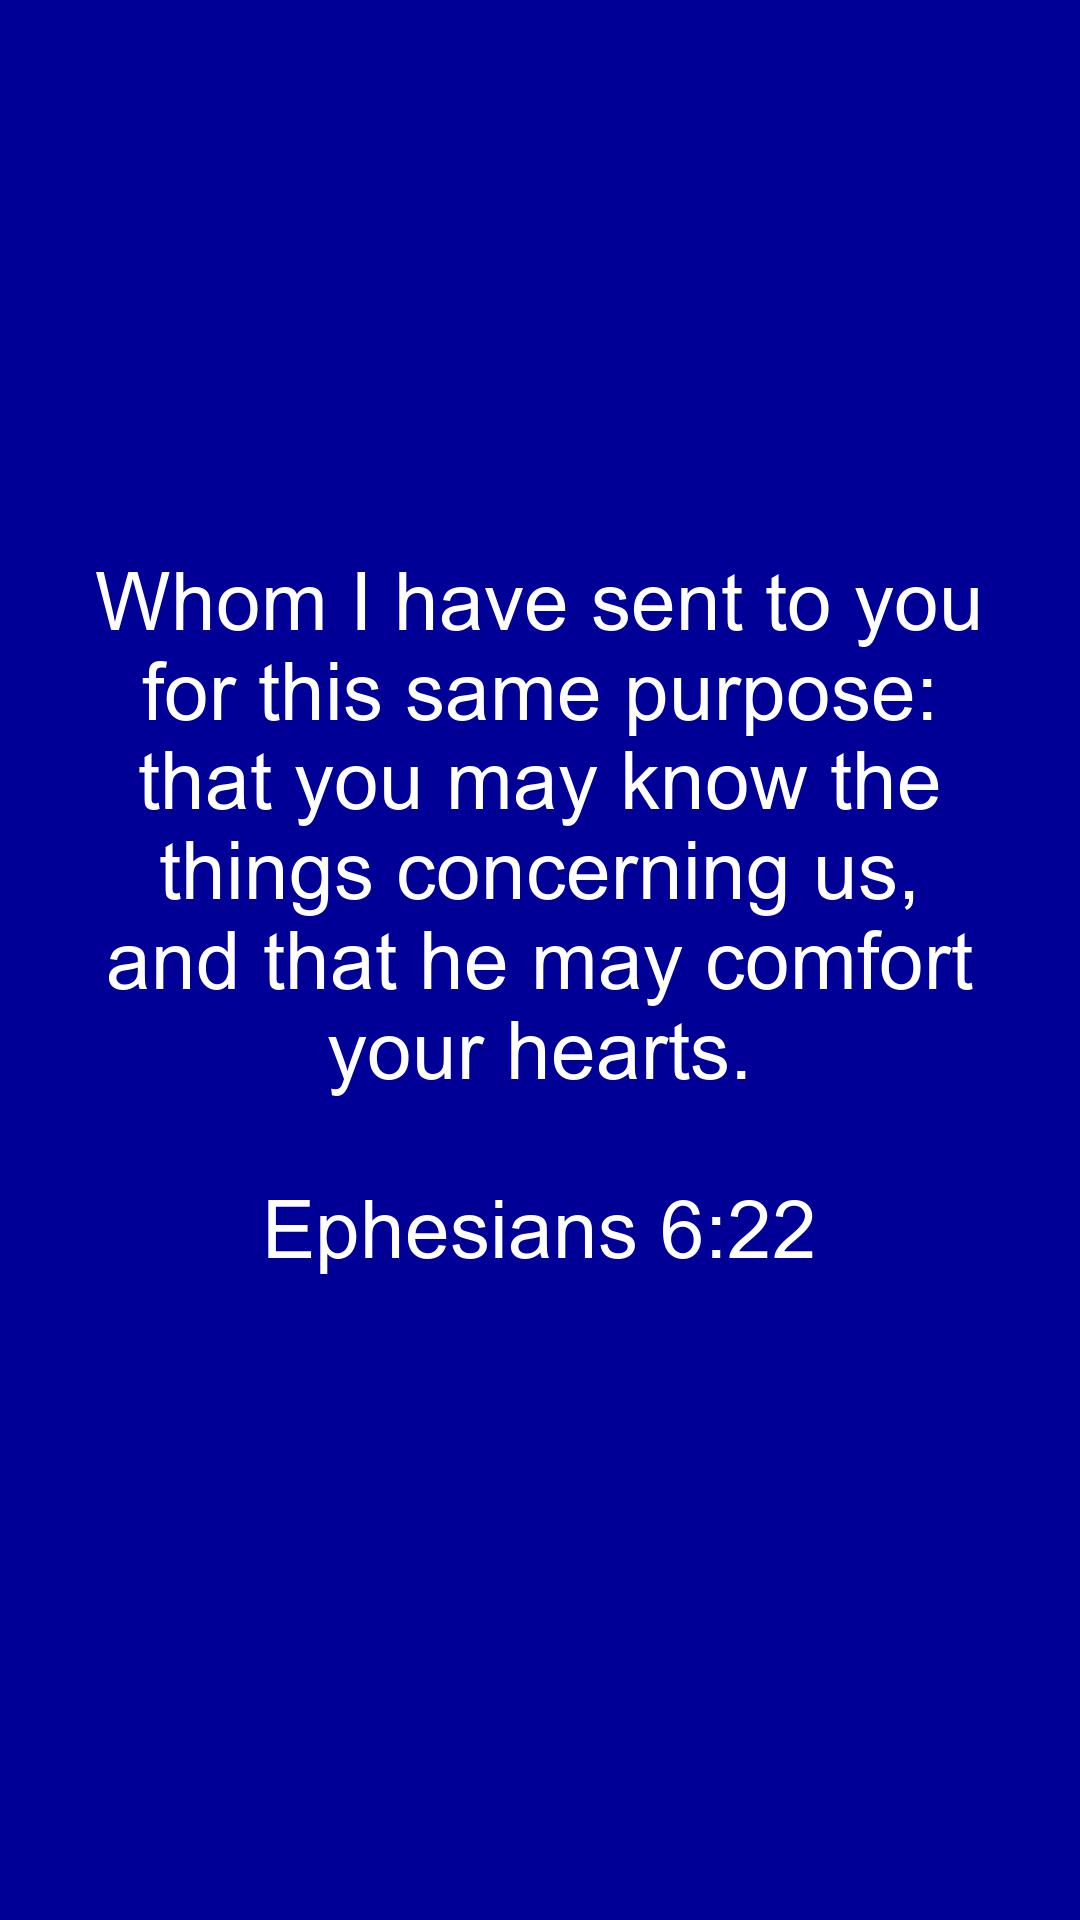 Whom I have sent to you
for this same purpose:
that you may know the
things concerning us,
and that he may comfort
your hearts.
Ephesians 6:22